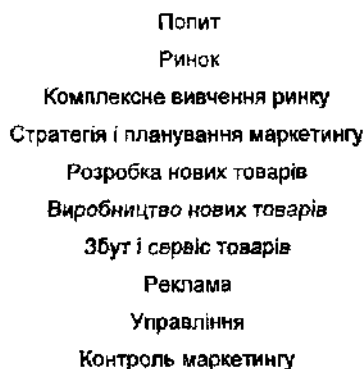 Попит
Ринок
Комплексне вивчення ринку
Стратегія і планування маркетингу
Розробка нових товарів
Виробництво нових товарів
Збут і сервіс товарів
Реклама
Управління
Контроль маркетингу